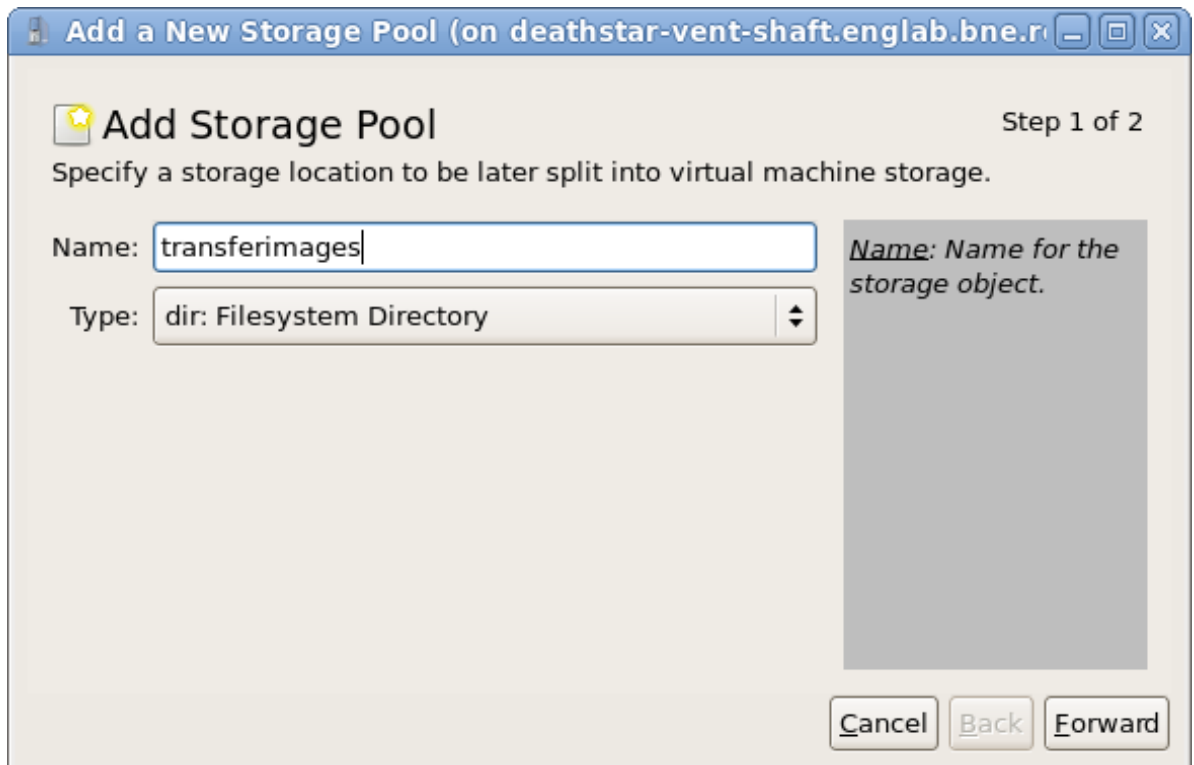 Add a New Storage Pool (on deathstar-vent-shaft.englab.bne.r
Add Storage Pool
Step 1 of 2
Specify a storage location to be later split into virtual machine storage.
Name: transferimages
Name: Name for the
storage object.
Type: dir: Filesystem Directory
Cancel Back Forward